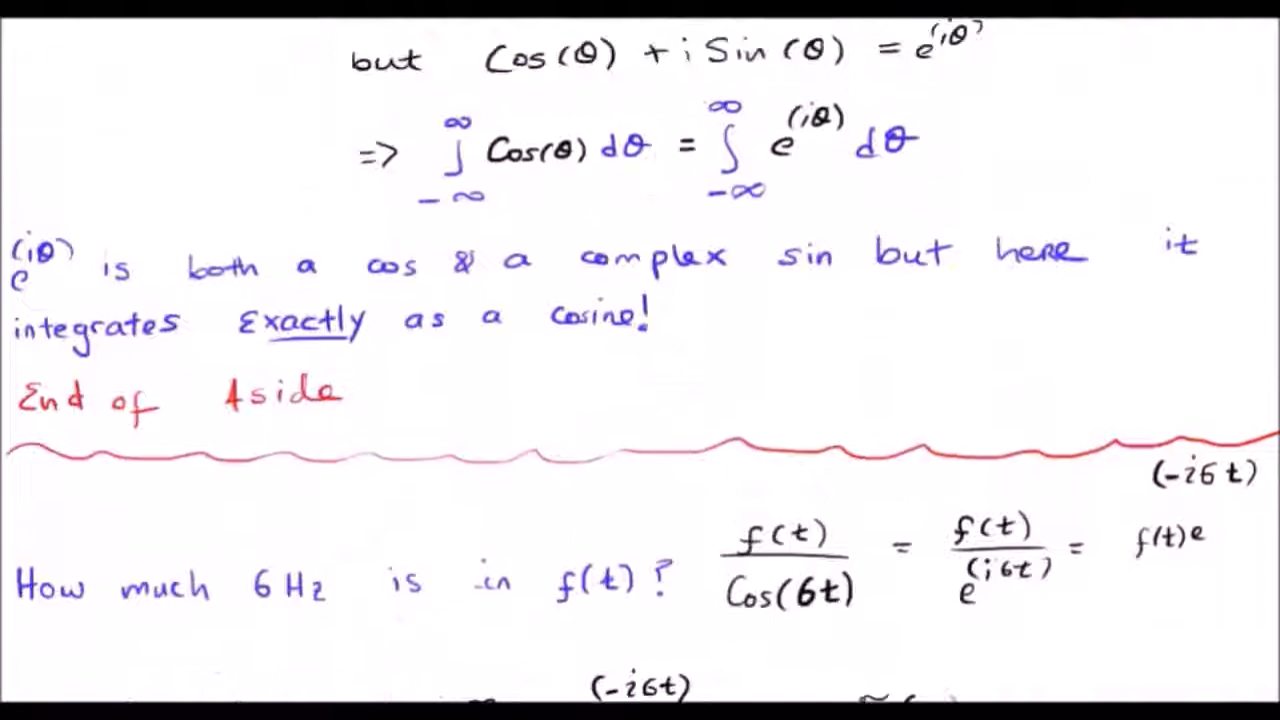 but Cos(θ) + i Sin(θ) = e^(iθ)
=> ∫_{-∞}^{∞} Cos(θ) dθ = ∫_{-∞}^{∞} e^(iθ) dθ
e^(iθ) is both a cos & a complex sin but here it
integrates Exactly as a cosine!
End of Aside
How much 6 Hz is in f(t)? f(t)/Cos(6t) = f(t)/e^(i6t) = f(t)e^(-i6t)
(-i6t)